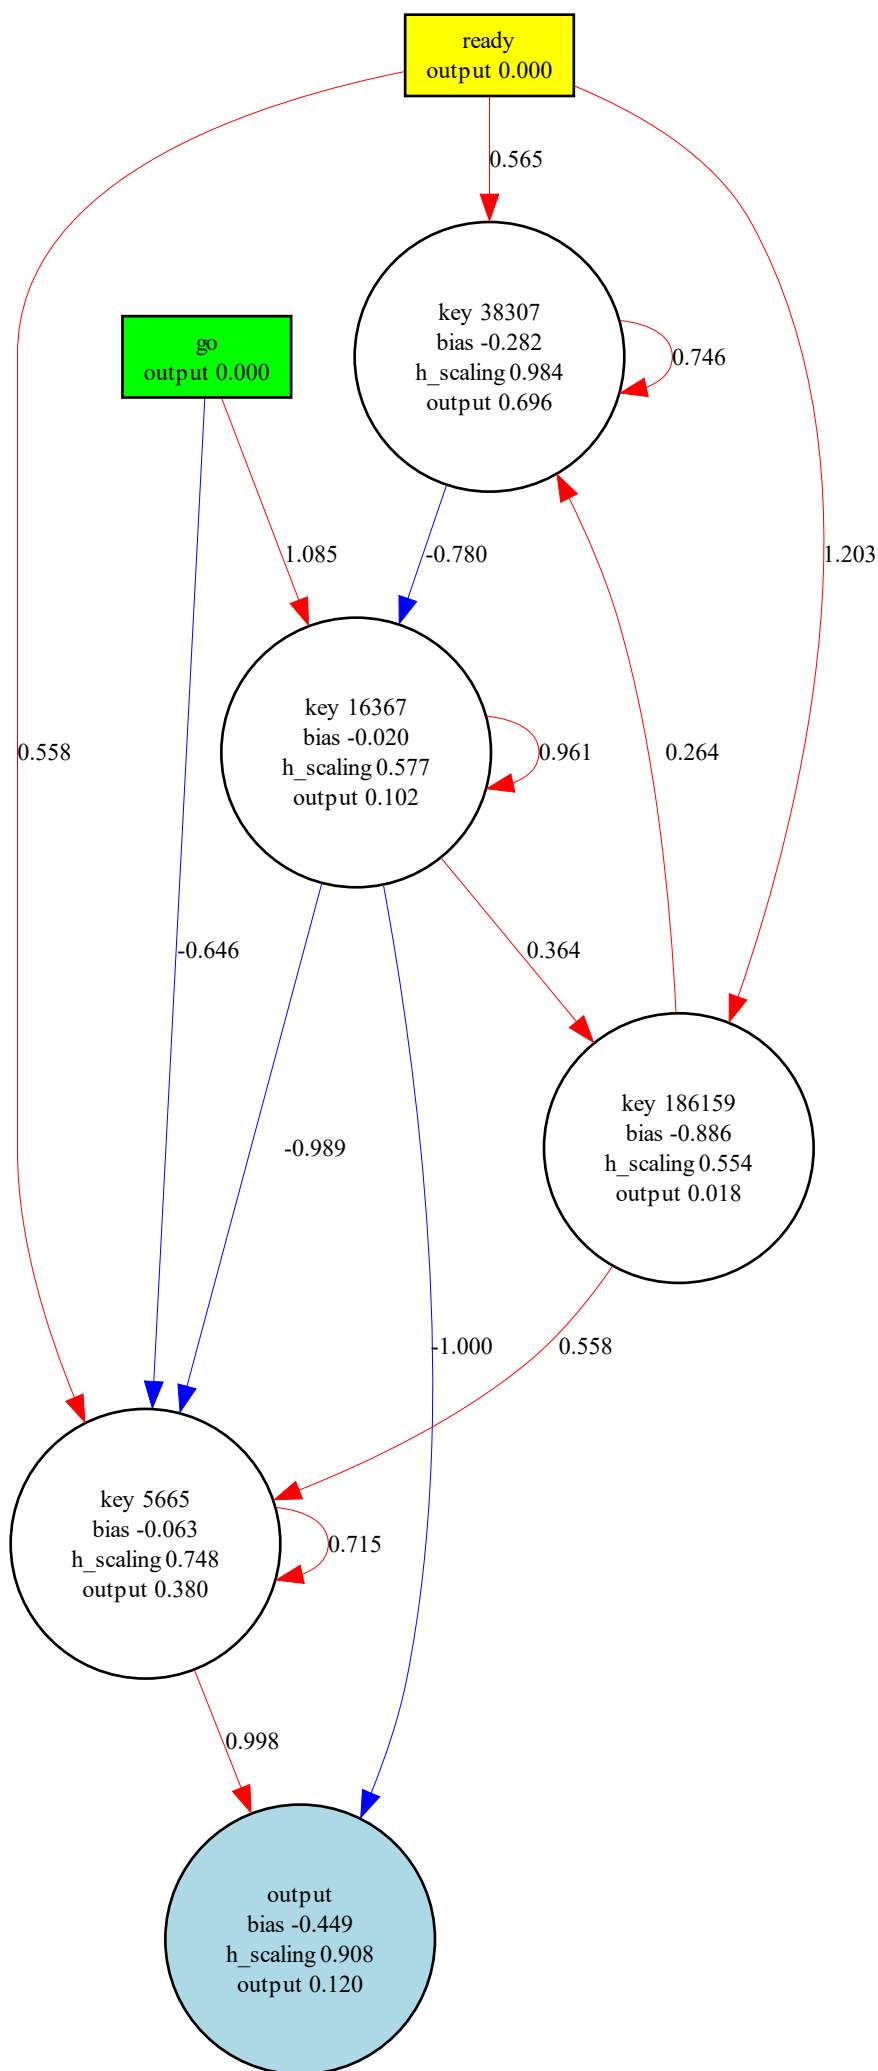 ready
output 0.000
0.565
go
output 0.000
key 38307
bias -0.282
h_scaling 0.984
output 0.696
0.746
1.085
-0.780
1.203
key 16367
bias -0.020
h_scaling 0.577
output 0.102
0.558
0.961
0.264
-0.646
0.364
key 186159
bias -0.886
h_scaling 0.554
output 0.018
-0.989
-1.000
0.558
key 5665
bias -0.063
h_scaling 0.748
output 0.380
0.715
0.998
output
bias -0.449
h_scaling 0.908
output 0.120